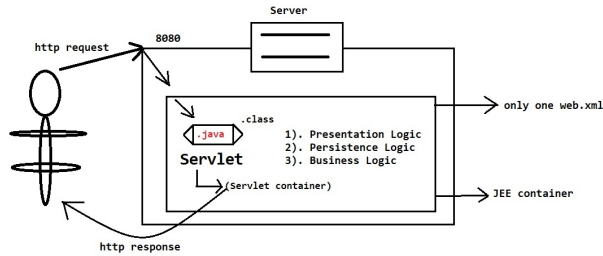 Server
http request
8080
only one web.xml
.class
.java
1). Presentation Logic
2). Persistence Logic
3). Business Logic
Servlet
(Servlet container)
JEE container
http response